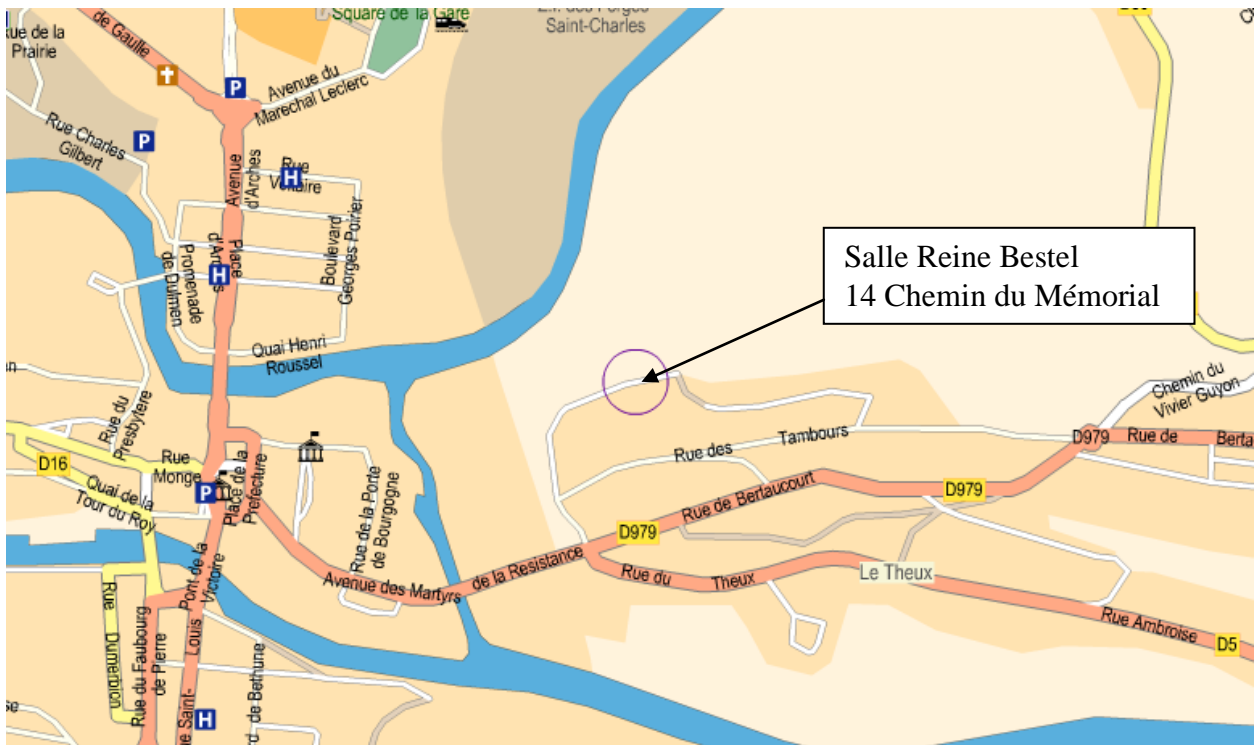 Square de la Gare
Saint-Charles
de Gaulle
Rue de la
Prairie
P
Avenue du
Marechal Leclerc
Rue Charles
Gilbert
P
Avenue
d'Arches
Rue
Voltaire
H
Place
d'Arches
H
Promenade
de Dulmen
Boulevard
Georges Poirier
Quai Henri
Roussel
Salle Reine Bestel
14 Chemin du Mémorial
Chemin du
Vivier Guyon
Rue du
Presbytere
D16
Rue
Monge
P
Place de la
Prefecture
Quai de la
Tour du Roy
Rue de la Porte
de Bourgogne
Rue des
Tambours
D979
Rue de
D979
Rue de Bertaucourt
D979
Avenue des Martyrs
de la Resistance
Rue du
Theux
Le Theux
Rue Ambroise
D5
Pont de la
Victoire
Rue
Dumerbion
Rue du Faubourg
de Pierre
Saint-
Louis
de Bethune
H